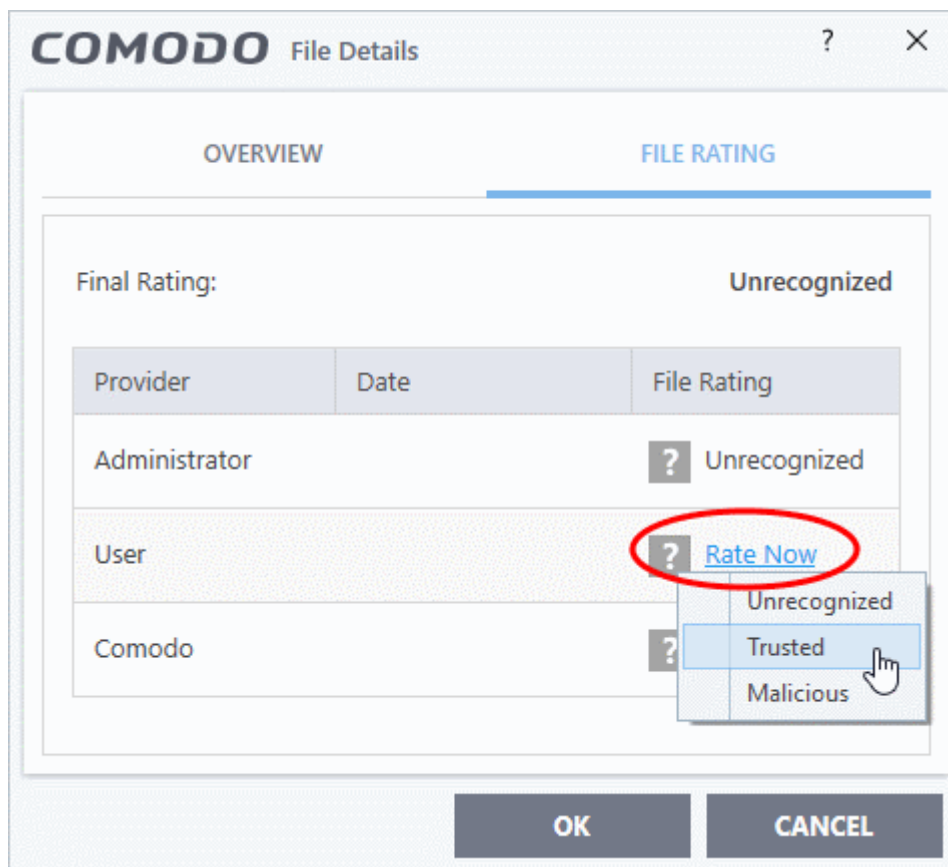 COMODO File Details ? ×
OVERVIEW FILE RATING
Final Rating: Unrecognized
Provider Date File Rating
Administrator ? Unrecognized
User ? Rate Now
Unrecognized
Comodo ? Trusted
Malicious
OK CANCEL